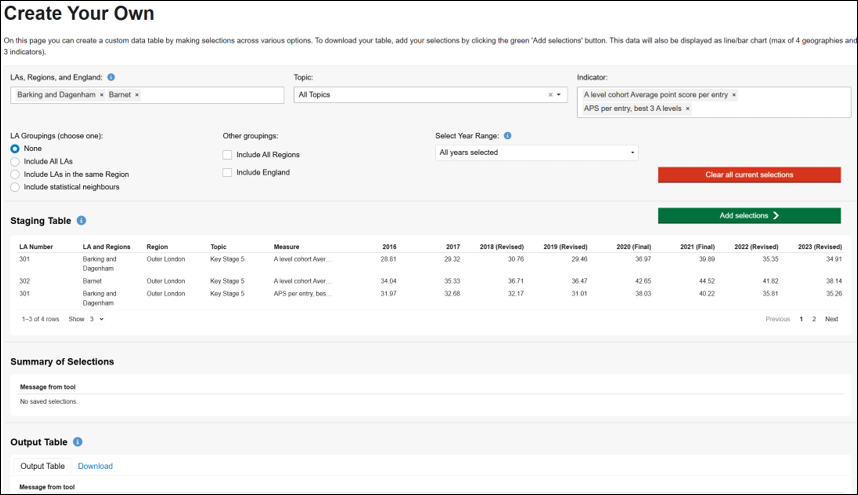 Create Your Own
On this page you can create a custom data table by making selections across various options. To download your table, add your selections by clicking the green 'Add selections' button. This data will also be displayed as line/bar chart (max of 4 geographies and
3 indicators).
LAs, Regions, and England:
Barking and Dagenham × Barnet ×
Topic:
All Topics ×
Indicator:
A level cohort Average point score per entry ×
APS per entry, best 3 A levels ×
LA Groupings (choose one):
None
Include All LAs
Include LAs in the same Region
Include statistical neighbours
Other groupings:
Include All Regions
Include England
Select Year Range:
All years selected
Clear all current selections
Add selections
Staging Table
LA Number LA and Regions Region Topic Measure 2016 2017 2018 (Revised) 2019 (Revised) 2020 (Final) 2021 (Final) 2022 (Revised) 2023 (Revised)
301 Barking and Outer London Key Stage 5 A level cohort Aver... 28.81 29.32 30.76 29.46 36.97 39.89 35.35 34.91
Dagenham
302 Barnet Outer London Key Stage 5 A level cohort Aver... 34.04 35.33 36.71 36.47 42.65 44.52 41.82 38.14
301 Barking and Outer London Key Stage 5 APS per entry, bes... 31.97 32.68 32.17 31.01 38.03 40.22 35.81 35.26
Dagenham
1–3 of 4 rows Show 3 Previous 1 2 Next
Summary of Selections
Message from tool
No saved selections.
Output Table
Output Table Download
Message from tool